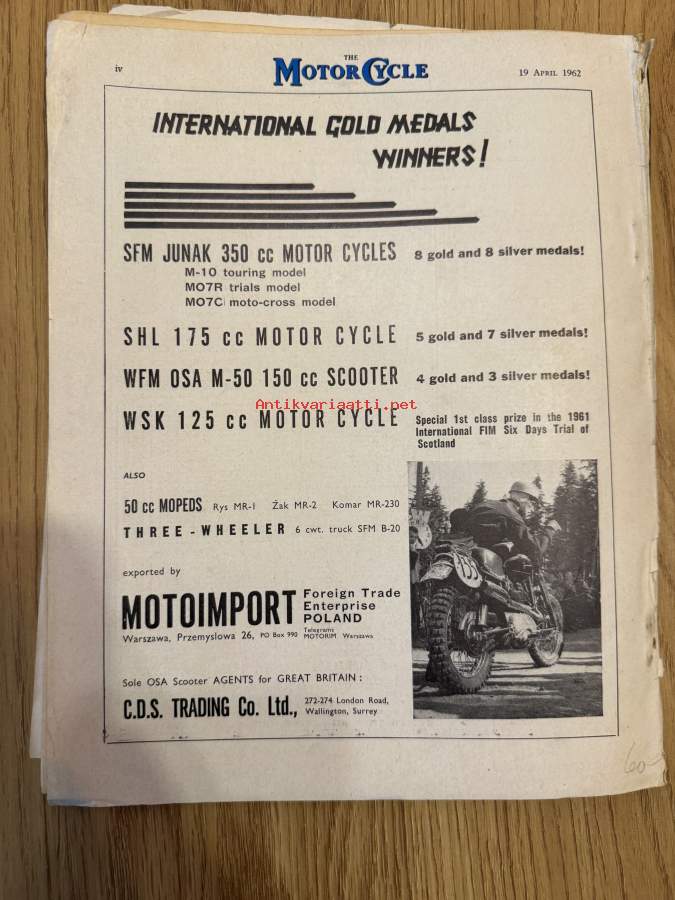 iv
THE
MOTOR CYCLE
19 APRIL 1962
INTERNATIONAL GOLD MEDALS
WINNERS!
SFM JUNAK 350 cc MOTOR CYCLES 8 gold and 8 silver medals!
M-10 touring model
MO7R trials model
MO7C moto-cross model
SHL 175 cc MOTOR CYCLE 5 gold and 7 silver medals!
WFM OSA M-50 150 cc SCOOTER 4 gold and 3 silver medals!
Antikvariaatti.net
WSK 125 cc MOTOR CYCLE
Special 1st class prize in the 1961
International FIM Six Days Trial of
Scotland
ALSO
50 cc MOPEDS Rys MR-1 Żak MR-2 Komar MR-230
THREE-WHEELER 6 cwt. truck SFM B-20
exported by
MOTOIMPORT
Foreign Trade
Enterprise
POLAND
Warszawa, Przemyslowa 26, PO Box 990
Telegrams
MOTORIM Warszawa
Sole OSA Scooter AGENTS for GREAT BRITAIN:
C.D.S. TRADING Co. Ltd.,
272-274 London Road,
Wallington, Surrey
60